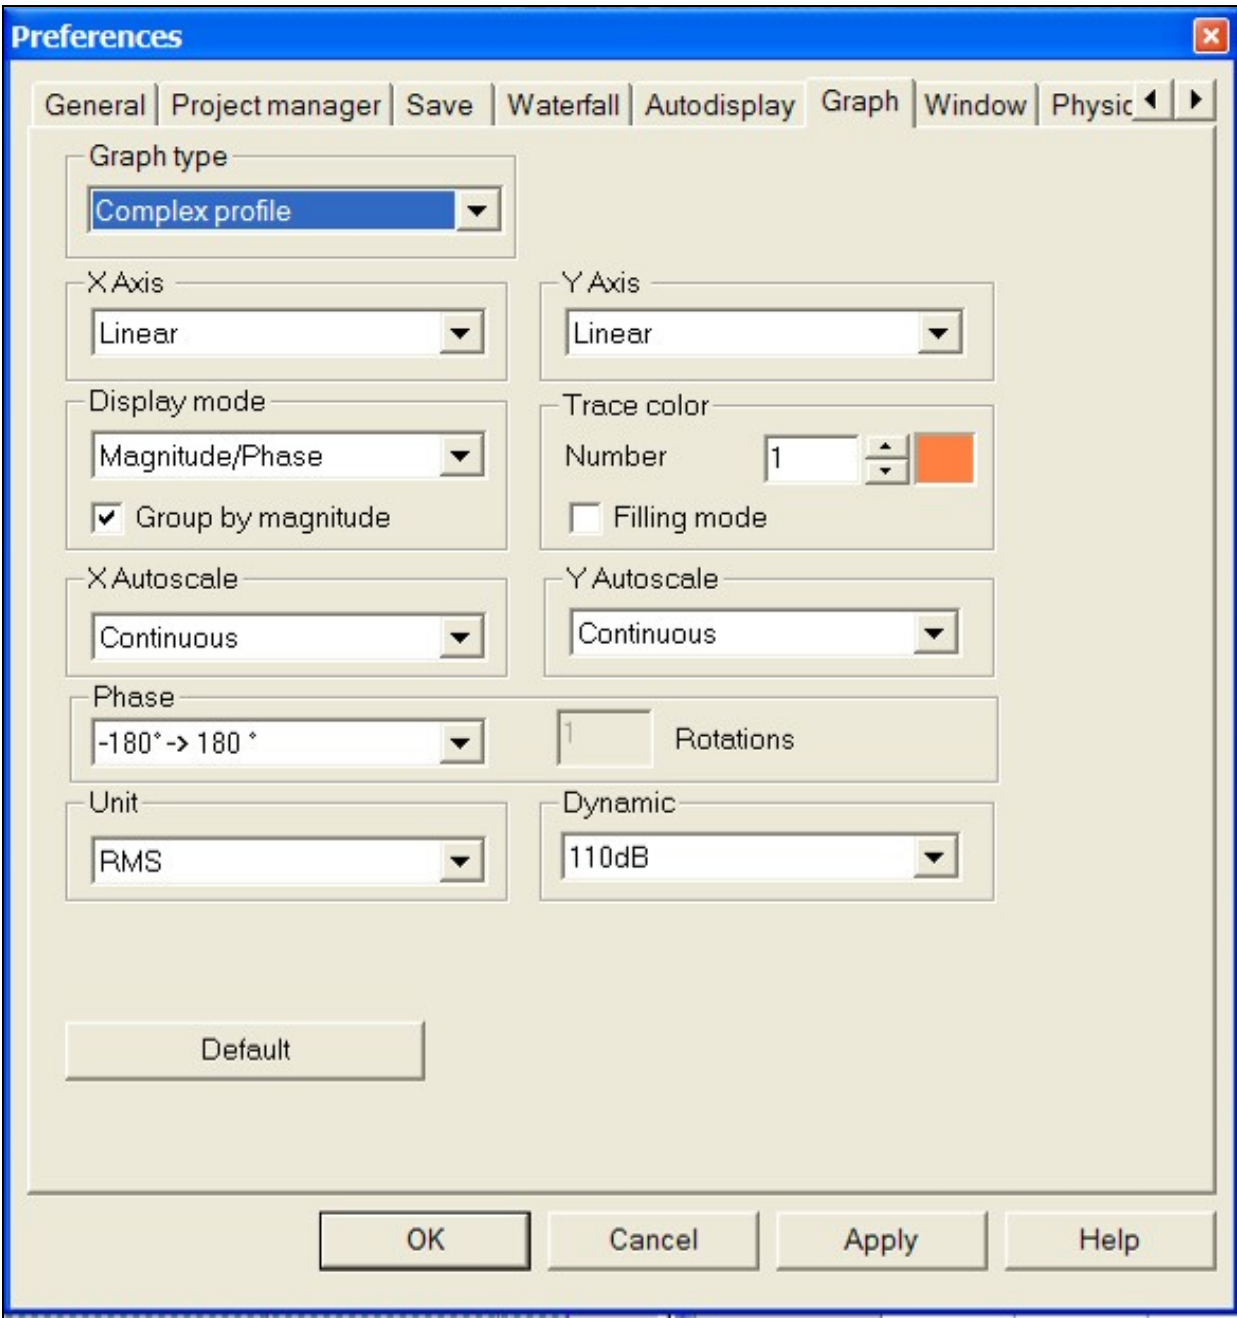 Preferences
General Project manager Save Waterfall Autodisplay Graph Window Physic
Graph type
Complex profile
X Axis Y Axis
Linear Linear
Display mode Trace color
Magnitude/Phase Number 1
Group by magnitude Filling mode
X Autoscale Y Autoscale
Continuous Continuous
Phase
-180°-> 180 ° 1 Rotations
Unit Dynamic
RMS 110dB
Default
OK Cancel Apply Help